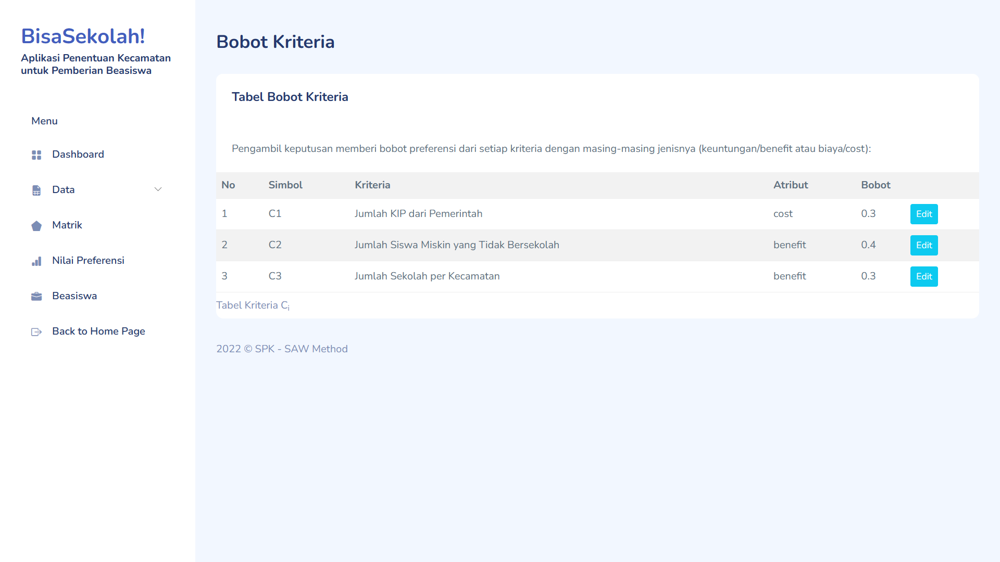 BisaSekolah!
Aplikasi Penentuan Kecamatan
untuk Pemberian Beasiswa
Menu
Dashboard
Data
Matrik
Nilai Preferensi
Beasiswa
Back to Home Page
Bobot Kriteria
Tabel Bobot Kriteria
Pengambil keputusan memberi bobot preferensi dari setiap kriteria dengan masing-masing jenisnya (keuntungan/benefit atau biaya/cost):
No Simbol Kriteria Atribut Bobot
1 C1 Jumlah KIP dari Pemerintah cost 0.3 Edit
2 C2 Jumlah Siswa Miskin yang Tidak Bersekolah benefit 0.4 Edit
3 C3 Jumlah Sekolah per Kecamatan benefit 0.3 Edit
Tabel Kriteria Ci
2022 © SPK - SAW Method